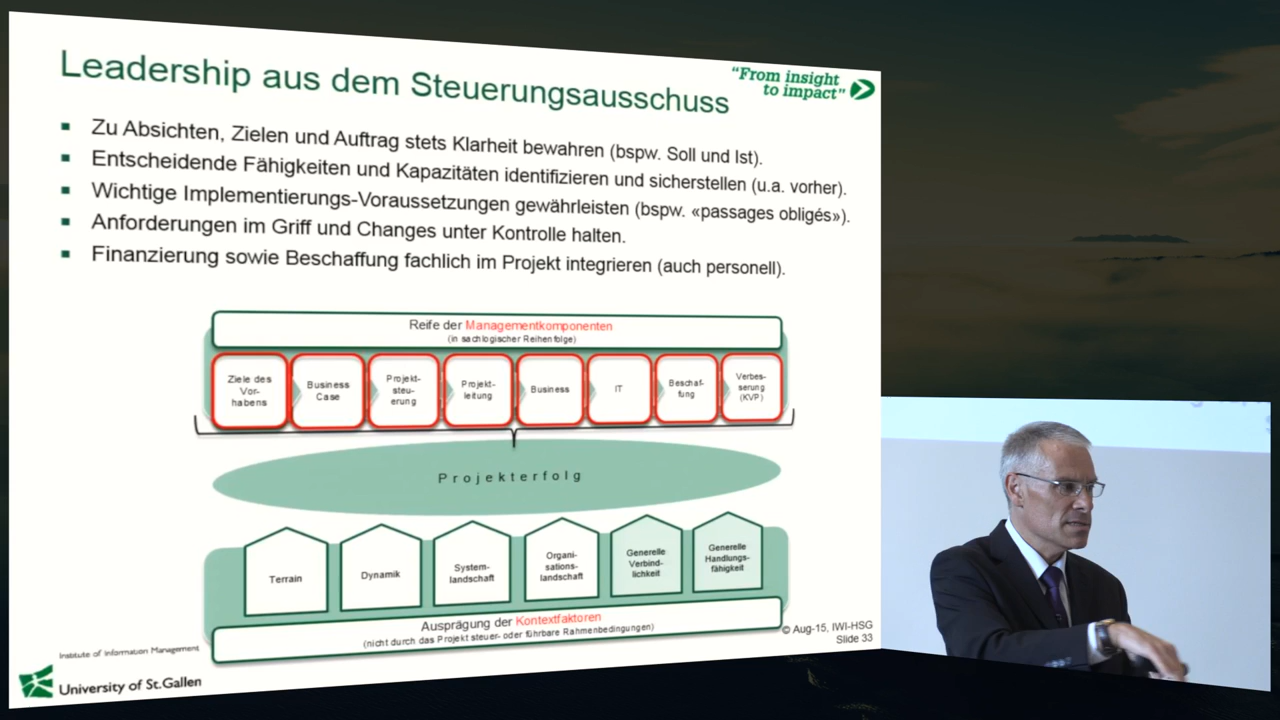 Leadership aus dem Steuerungsausschuss
"From insight
to impact"
Zu Absichten, Zielen und Auftrag stets Klarheit bewahren (bspw. Soll und Ist).
Entscheidende Fähigkeiten und Kapazitäten identifizieren und sicherstellen (u.a. vorher).
Wichtige Implementierungs-Voraussetzungen gewährleisten (bspw. «passages obligés»).
Anforderungen im Griff und Changes unter Kontrolle halten.
Finanzierung sowie Beschaffung fachlich im Projekt integrieren (auch personell).
Reife der Managementkomponenten
(in sachlogischer Reihenfolge)
Ziele des
Vor-
habens
Business
Case
Projekt-
steu-
erung
Projekt-
leitung
Business
IT
Beschaf-
fung
Verbes-
serung
(KVP)
Projekterfolg
Terrain
Dynamik
System-
landschaft
Organi-
sations-
landschaft
Generelle
Verbind-
lichkeit
Generelle
Handlungs-
fähigkeit
Ausprägung der Kontextfaktoren
(nicht durch das Projekt steuer- oder führbare Rahmenbedingungen)
© Aug-15, IWI-HSG
Slide 33
Institute of Information Management
University of St.Gallen